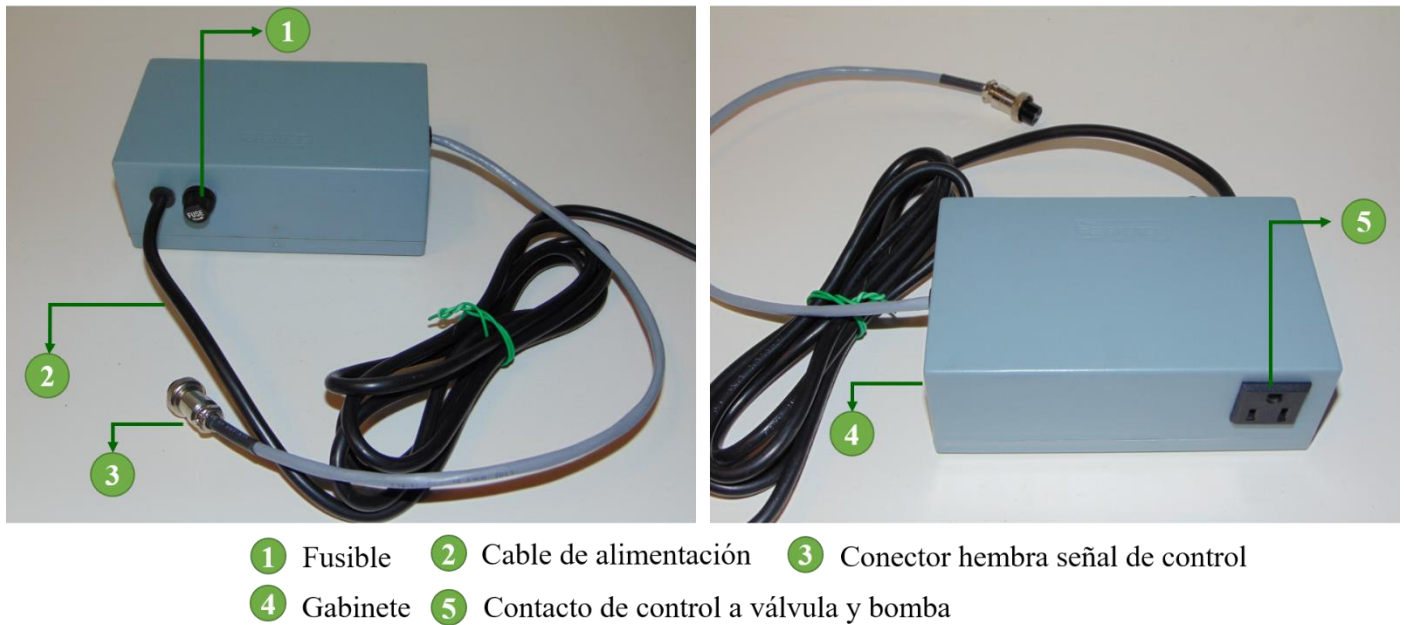 1
FUSE
2
3
5
4
1 Fusible 2 Cable de alimentación 3 Conector hembra señal de control
4 Gabinete 5 Contacto de control a válvula y bomba